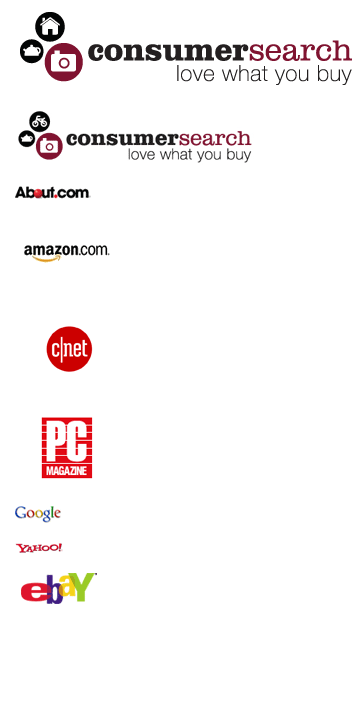 consumersearch
love what you buy
consumersearch
love what you buy
About.com
amazon.com.
c|net
PC
MAGAZINE
Google
YAHOO!
ebaY